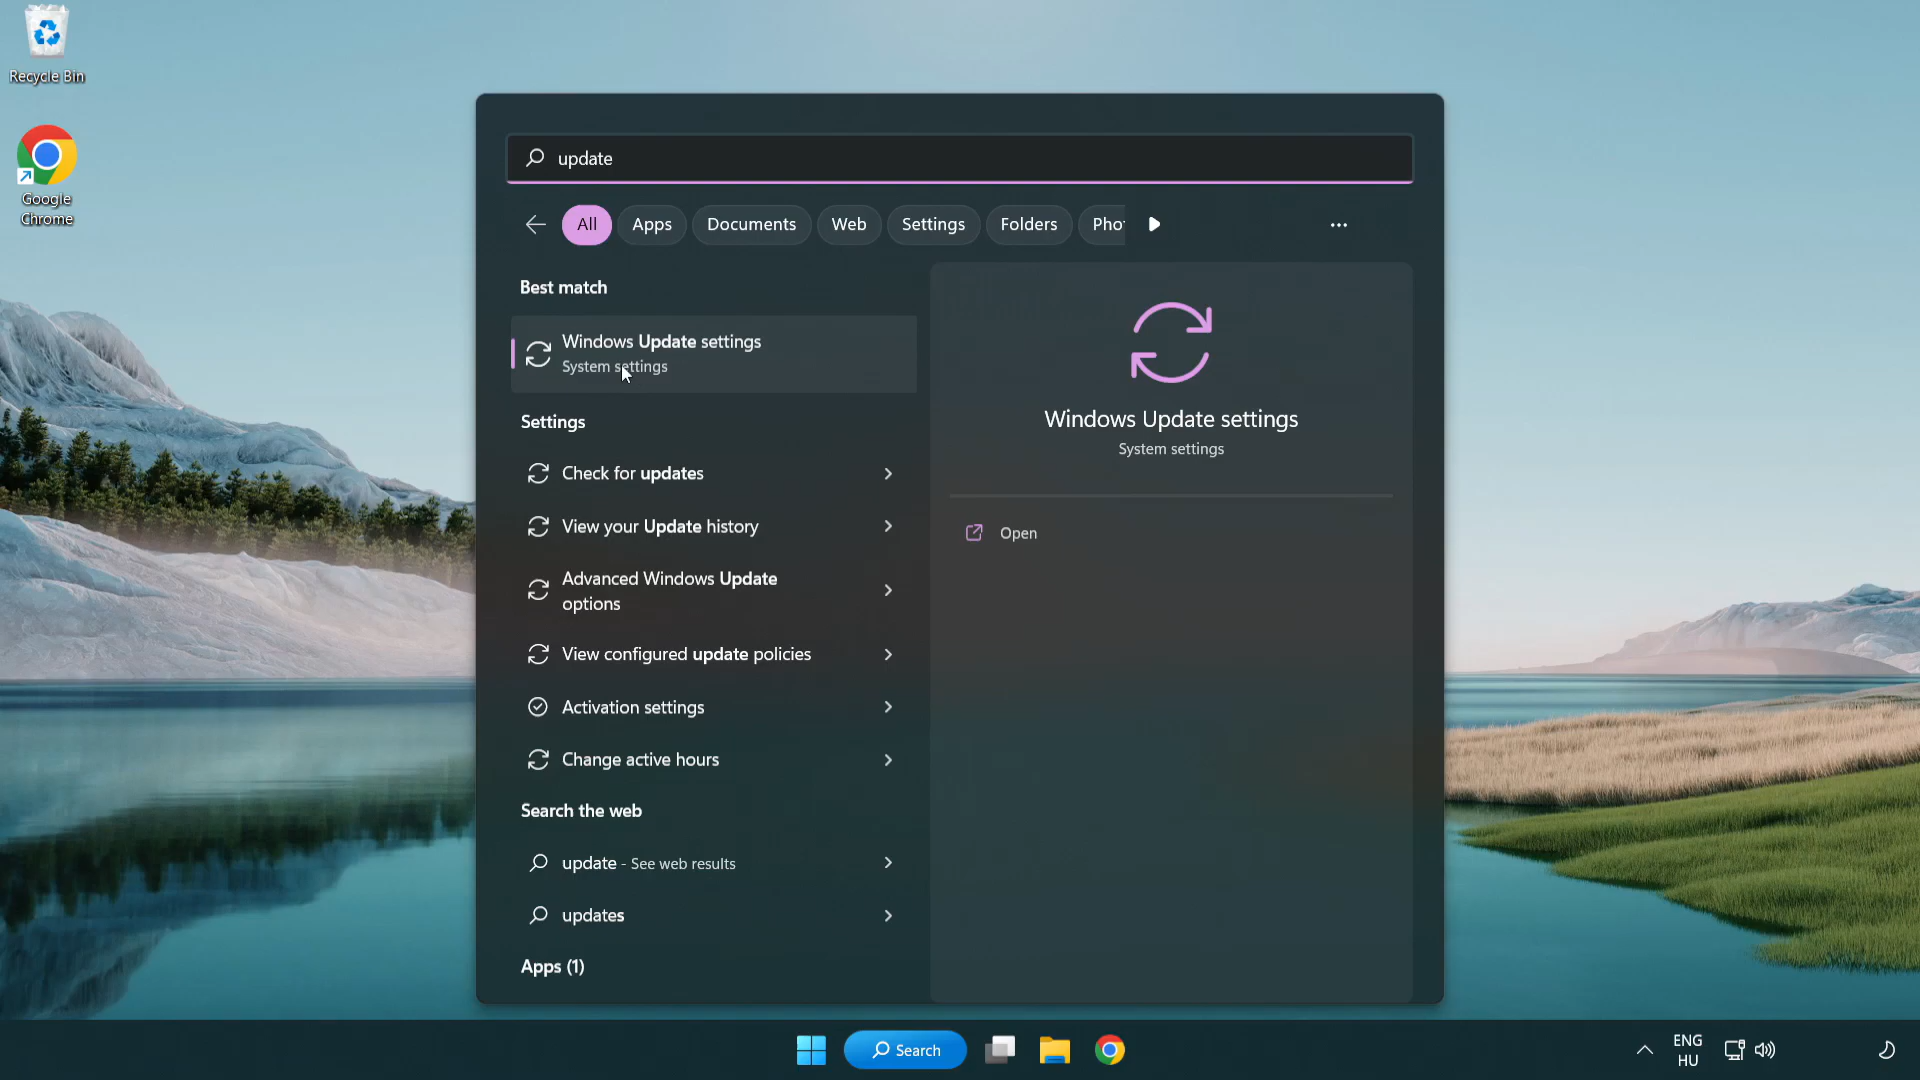 Recycle Bin
Google
Chrome
update
All
Apps
Documents
Web
Settings
Folders
Pho
Best match
Windows Update settings
System settings
Settings
Check for updates
View your Update history
Advanced Windows Update
options
View configured update policies
Activation settings
Change active hours
Search the web
update - See web results
updates
Apps (1)
Windows Update settings
System settings
Open
Search
ENG
HU